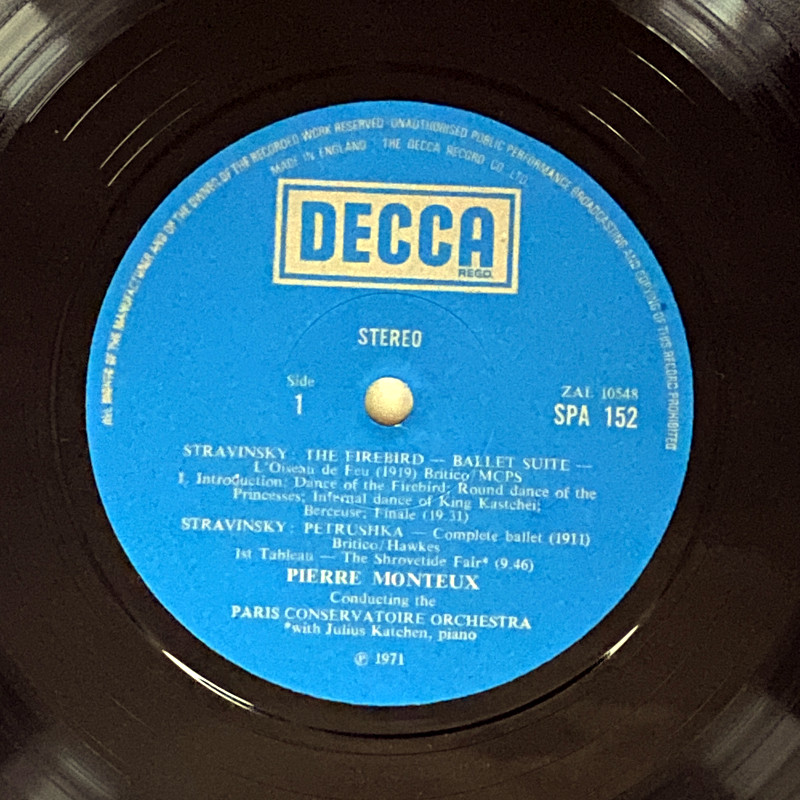 ALL RIGHTS OF THE MANUFACTURER AND OF THE OWNER OF THE RECORDED WORK RESERVED UNAUTHORISED PUBLIC PERFORMANCE BROADCASTING AND COPYING OF THIS RECORD PROHIBITED
MADE IN ENGLAND THE DECCA RECORD CO. LTD.
DECCA
REGD.
STEREO
Side
1
ZAL 10548
SPA 152
STRAVINSKY: THE FIREBIRD — BALLET SUITE —
L'Oiseau de Feu (1919) Britico/MCPS
1. Introduction; Dance of the Firebird; Round dance of the
Princesses; Infernal dance of King Kastchei;
Berceuse; Finale (19.31)
STRAVINSKY: PETRUSHKA — Complete ballet (1911)
Britico/Hawkes
1st Tableau — The Shrovetide Fair* (9.46)
PIERRE MONTEUX
Conducting the
PARIS CONSERVATOIRE ORCHESTRA
*with Julius Katchen, piano
℗ 1971